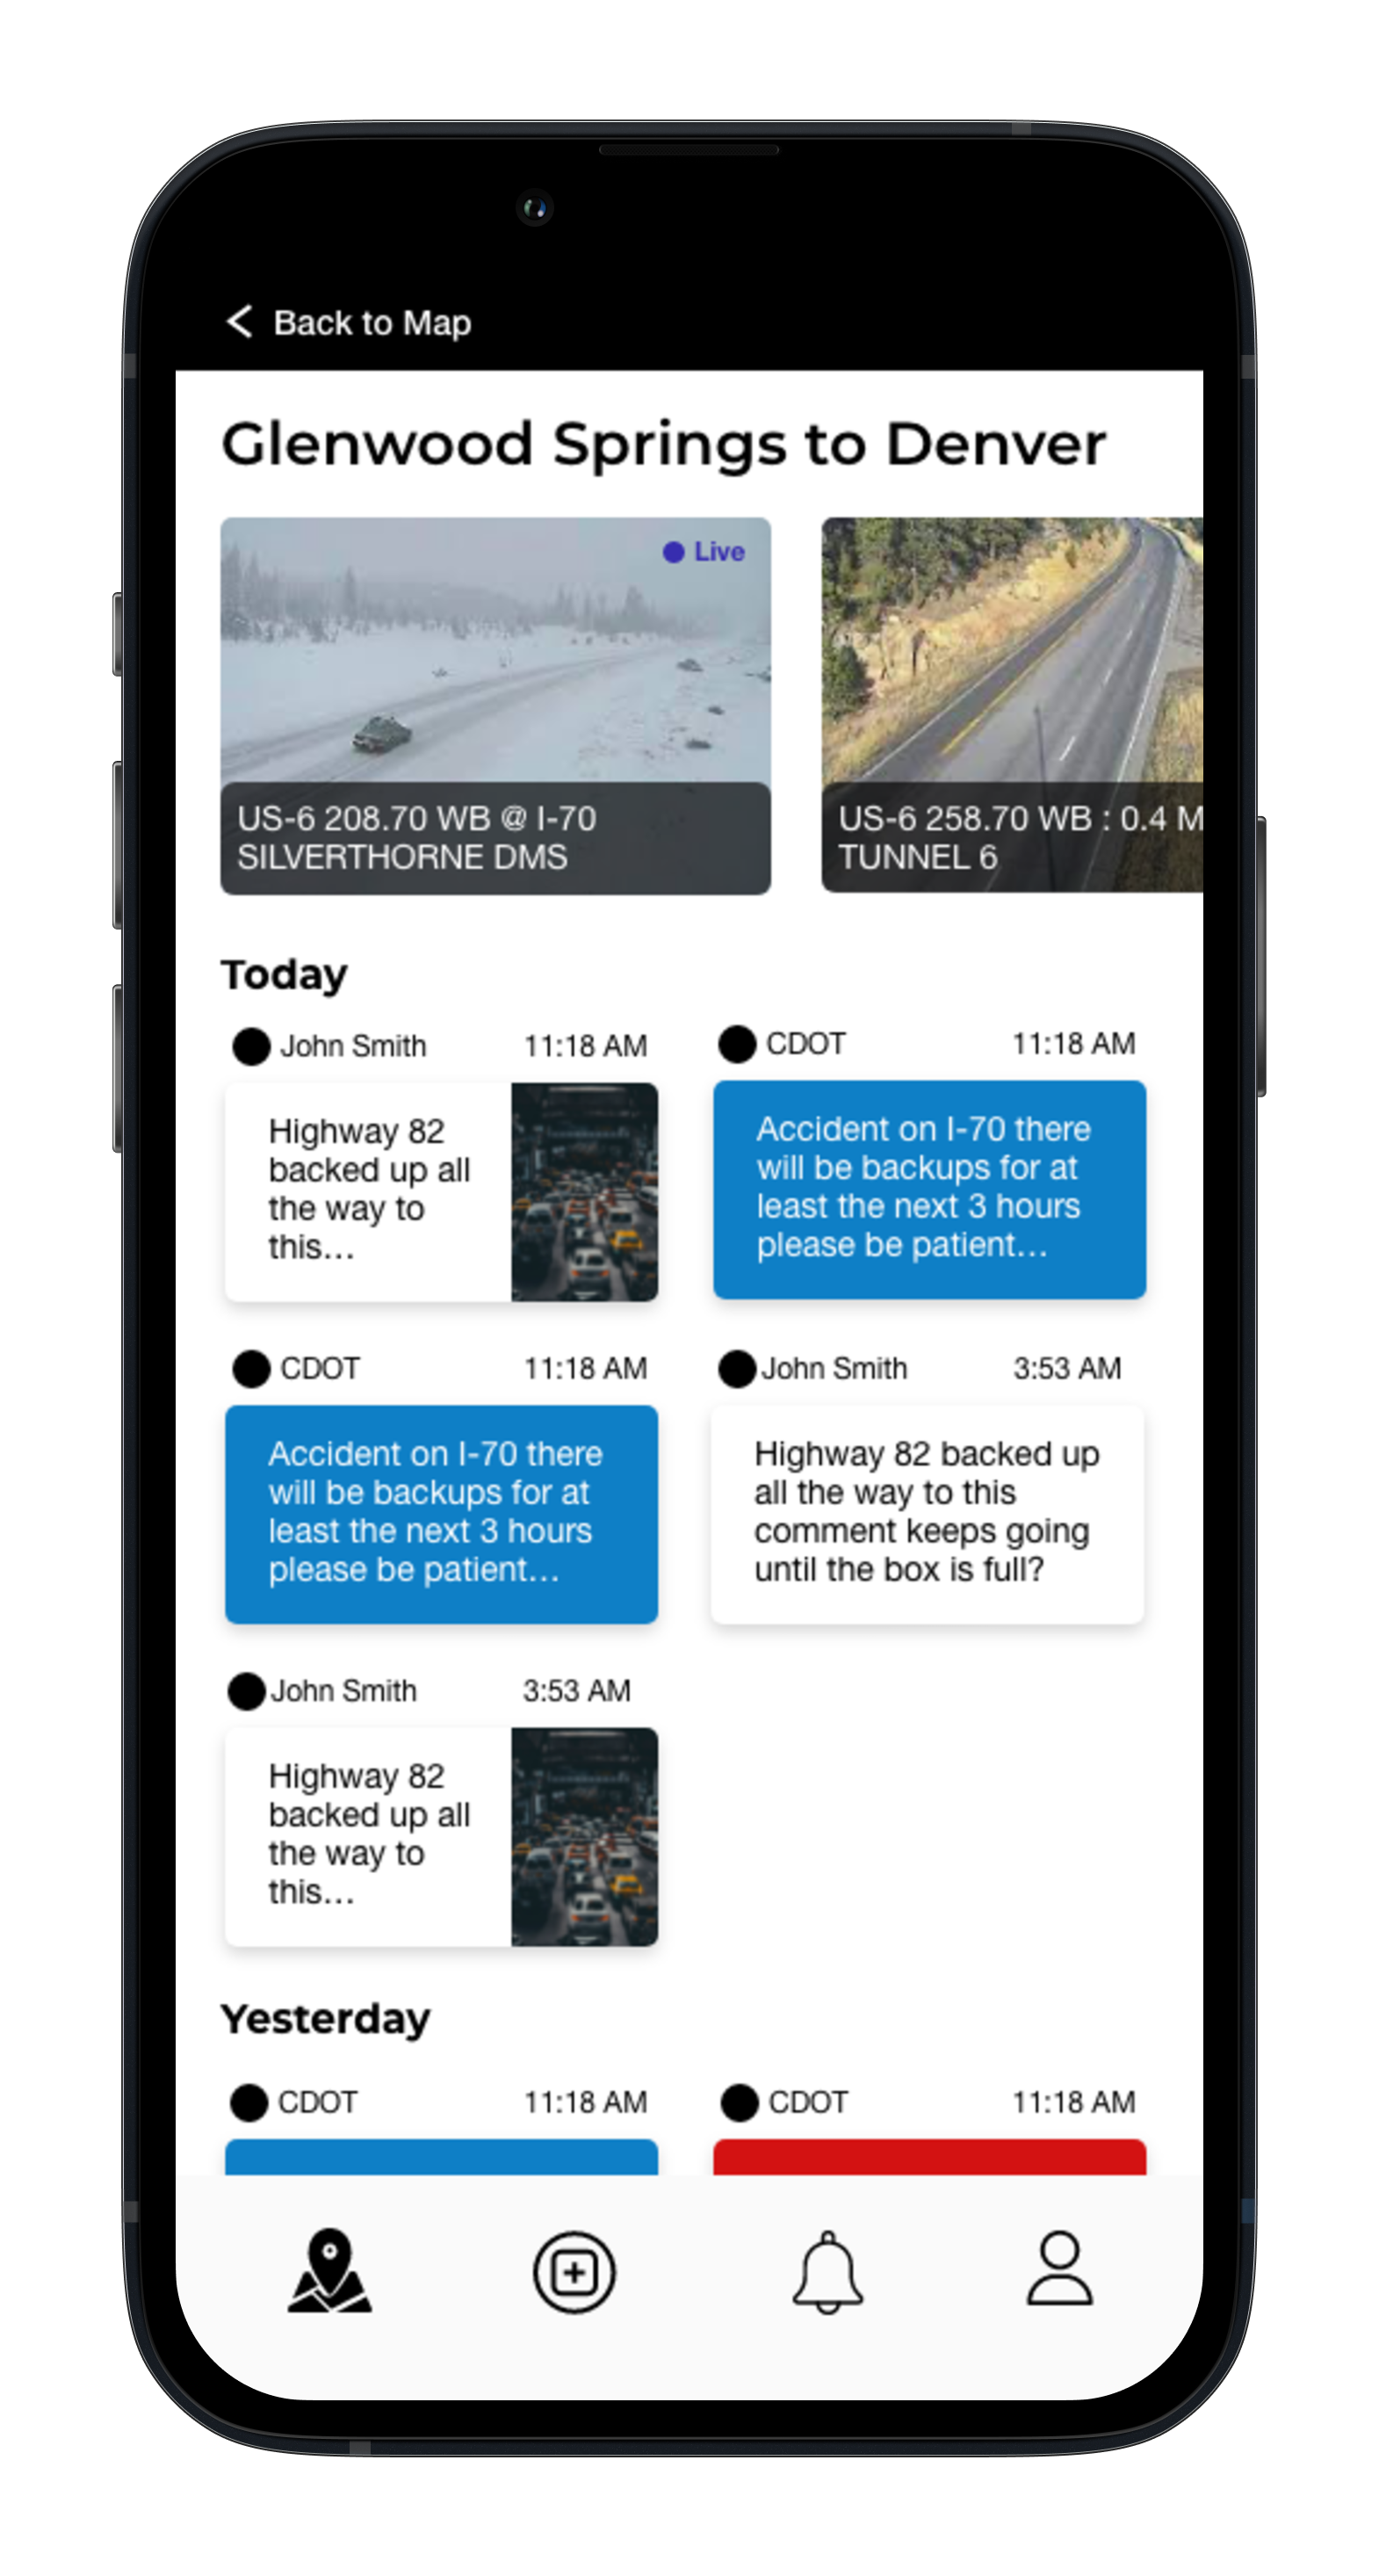 Back to Map
Glenwood Springs to Denver
Live
US-6 208.70 WB @ I-70
SILVERTHORNE DMS
US-6 258.70 WB : 0.4 M
TUNNEL 6
Today
John Smith 11:18 AM
Highway 82
backed up all
the way to
this...
CDOT 11:18 AM
Accident on I-70 there
will be backups for at
least the next 3 hours
please be patient...
CDOT 11:18 AM
Accident on I-70 there
will be backups for at
least the next 3 hours
please be patient...
John Smith 3:53 AM
Highway 82 backed up
all the way to this
comment keeps going
until the box is full?
John Smith 3:53 AM
Highway 82
backed up all
the way to
this...
Yesterday
CDOT 11:18 AM
CDOT 11:18 AM